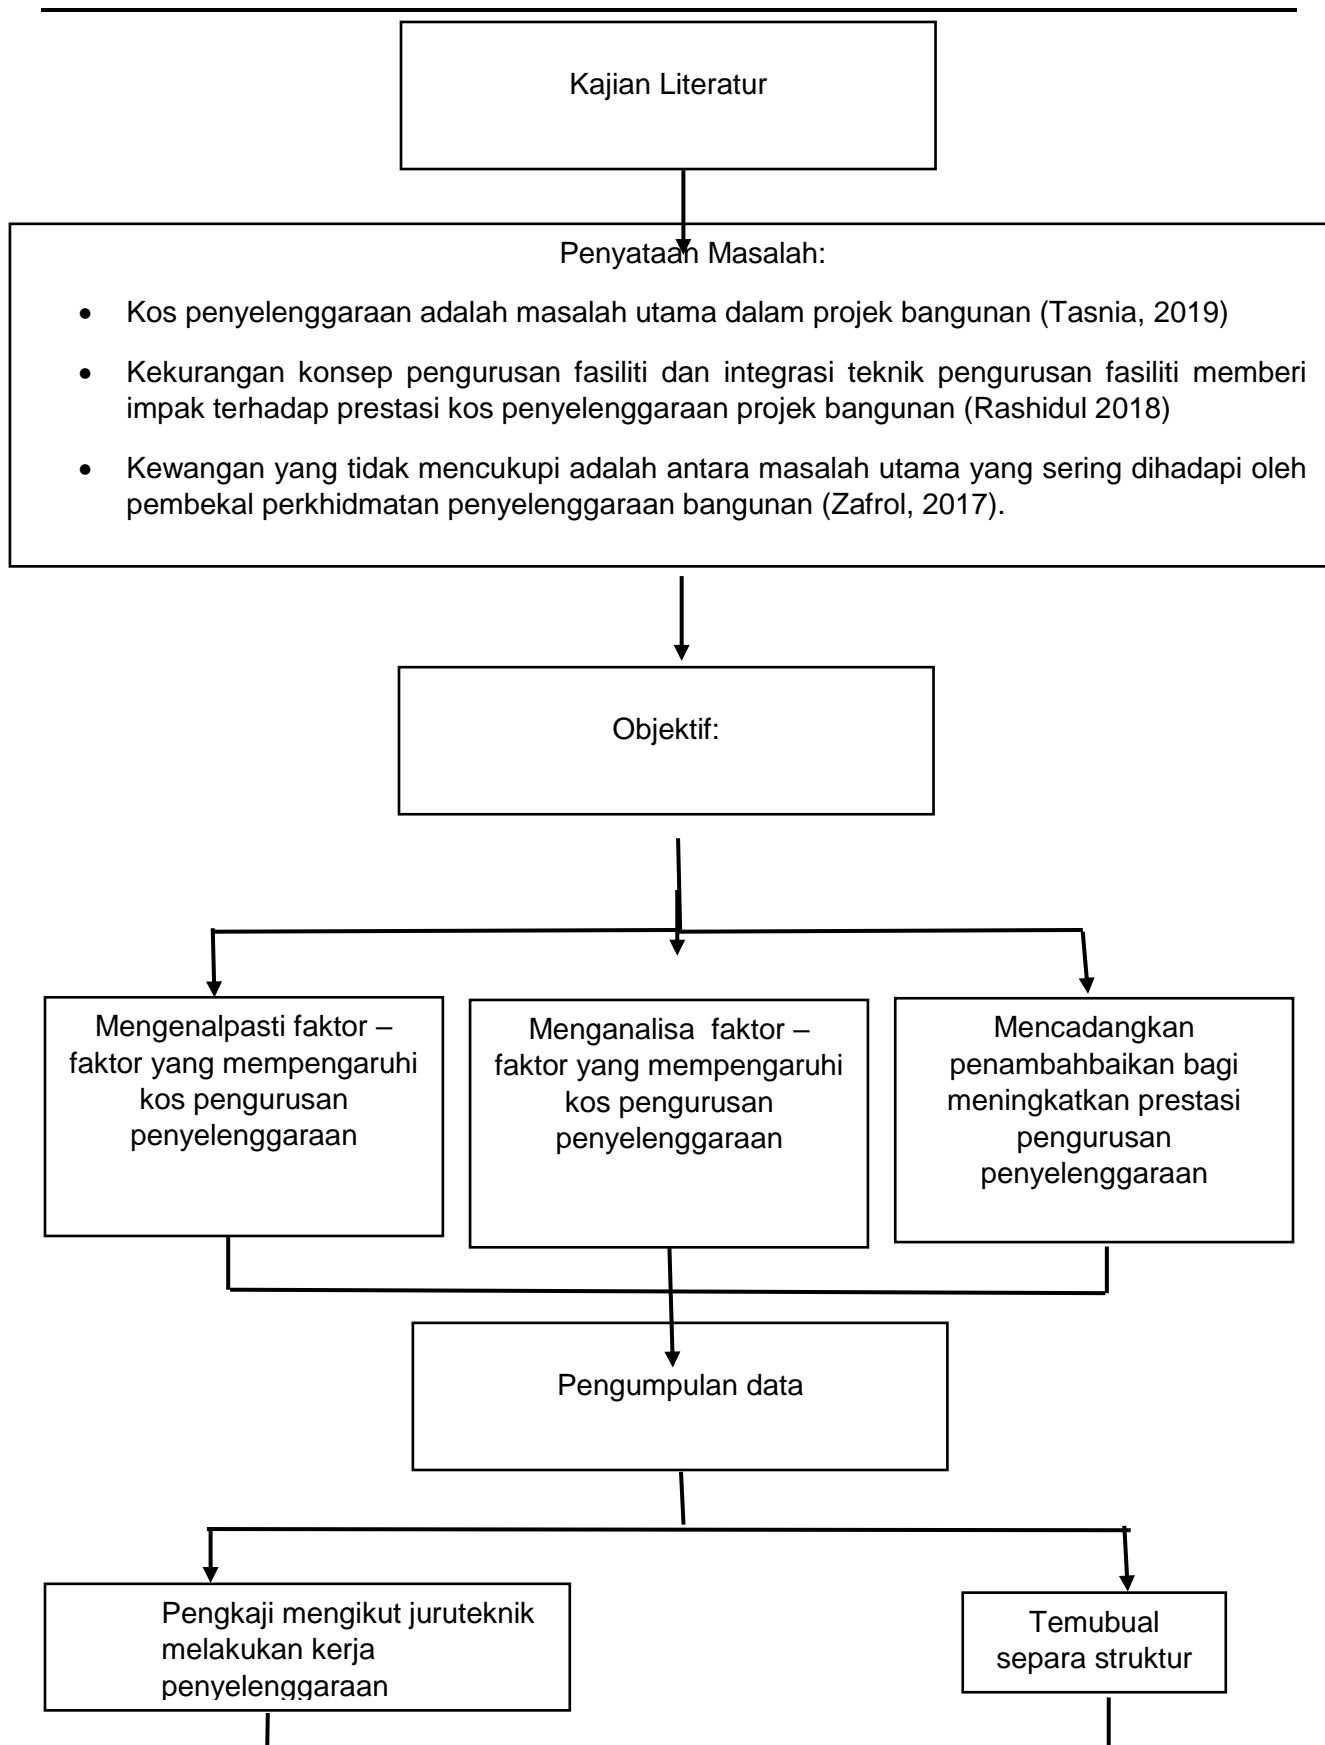 Kajian Literatur
Penyataan Masalah:
• Kos penyelenggaraan adalah masalah utama dalam projek bangunan (Tasnia, 2019)
• Kekurangan konsep pengurusan fasiliti dan integrasi teknik pengurusan fasiliti memberi
impak terhadap prestasi kos penyelenggaraan projek bangunan (Rashidul 2018)
• Kewangan yang tidak mencukupi adalah antara masalah utama yang sering dihadapi oleh
pembekal perkhidmatan penyelenggaraan bangunan (Zafrol, 2017).
Objektif:
Mengenalpasti faktor –
faktor yang mempengaruhi
kos pengurusan
penyelenggaraan
Menganalisa faktor –
faktor yang mempengaruhi
kos pengurusan
penyelenggaraan
Mencadangkan
penambahbaikan bagi
meningkatkan prestasi
pengurusan
penyelenggaraan
Pengumpulan data
Pengkaji mengikut juruteknik
melakukan kerja
penyelenggaraan
Temubual
separa struktur